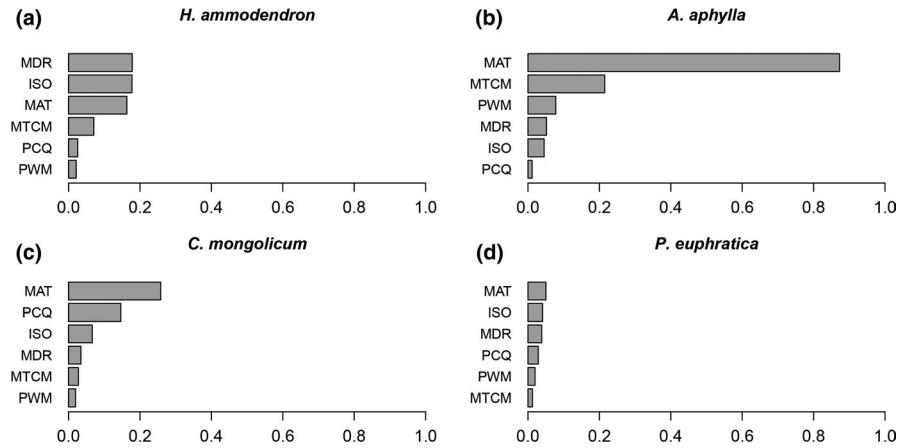 (a) H. ammodendron
MDR
ISO
MAT
MTCM
PCQ
PWM
0.0 0.2 0.4 0.6 0.8 1.0
(b) A. aphylla
MAT
MTCM
PWM
MDR
ISO
PCQ
0.0 0.2 0.4 0.6 0.8 1.0
(c) C. mongolicum
MAT
PCQ
ISO
MDR
MTCM
PWM
0.0 0.2 0.4 0.6 0.8 1.0
(d) P. euphratica
MAT
ISO
MDR
PCQ
PWM
MTCM
0.0 0.2 0.4 0.6 0.8 1.0